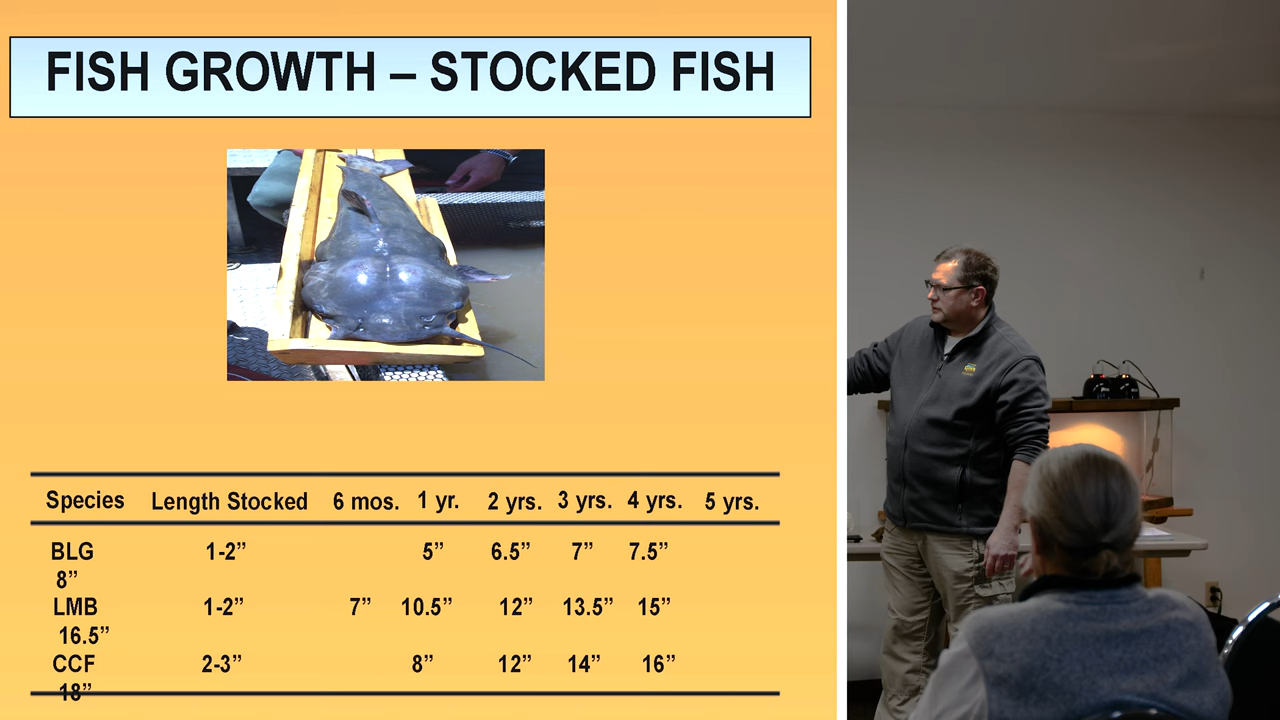 FISH GROWTH – STOCKED FISH
Species Length Stocked 6 mos. 1 yr. 2 yrs. 3 yrs. 4 yrs. 5 yrs.
BLG 1-2” 5” 6.5” 7” 7.5”
8”
LMB 1-2” 7” 10.5” 12” 13.5” 15”
16.5”
CCF 2-3” 8” 12” 14” 16”
18”